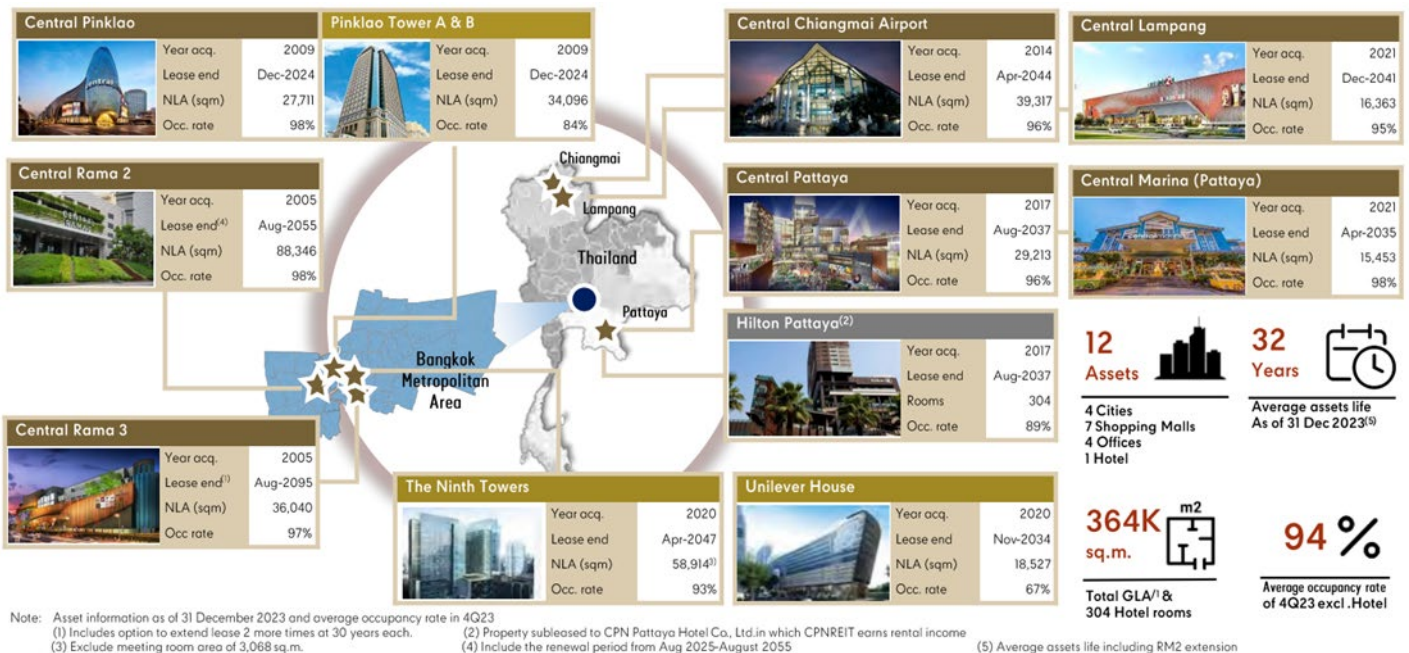 Central Pinklao
Year acq. 2009
Lease end Dec-2024
NLA (sqm) 27,711
Occ. rate 98%
Pinklao Tower A & B
Year acq. 2009
Lease end Dec-2024
NLA (sqm) 34,096
Occ. rate 84%
Central Chiangmai Airport
Year acq. 2014
Lease end Apr-2044
NLA (sqm) 39,317
Occ. rate 96%
Central Lampang
Year acq. 2021
Lease end Dec-2041
NLA (sqm) 16,363
Occ. rate 95%
Central Rama 2
Year acq. 2005
Lease end(4) Aug-2055
NLA (sqm) 88,346
Occ. rate 98%
Chiangmai
Lampang
Thailand
Pattaya
Bangkok
Metropolitan
Area
Central Pattaya
Year acq. 2017
Lease end Aug-2037
NLA (sqm) 29,213
Occ. rate 96%
Central Marina (Pattaya)
Year acq. 2021
Lease end Apr-2035
NLA (sqm) 15,453
Occ. rate 98%
Hilton Pattaya(2)
Year acq. 2017
Lease end Aug-2037
Rooms 304
Occ rate 89%
12
Assets
4 Cities
7 Shopping Malls
4 Offices
1 Hotel
32
Years
Average assets life
As of 31 Dec 2023(5)
Central Rama 3
Year acq. 2005
Lease end(1) Aug-2095
NLA (sqm) 36,040
Occ rate 97%
The Ninth Towers
Year acq. 2020
Lease end Apr-2047
NLA (sqm) 58,914(3)
Occ. rate 93%
Unilever House
Year acq. 2020
Lease end Nov-2034
NLA (sqm) 18,527
Occ. rate 67%
364K
sq.m.
m2
Total GLA/1 &
304 Hotel rooms
94 %
Average occupancy rate
of 4Q23 excl .Hotel
Note: Asset information as of 31 December 2023 and average occupancy rate in 4Q23
(1) Includes option to extend lease 2 more times at 30 years each. (2) Property subleased to CPN Pattaya Hotel Co., Ltd.in which CPNREIT earns rental income
(3) Exclude meeting room area of 3,068 sq.m. (4) Include the renewal period from Aug 2025-August 2055 (5) Average assets life including RM2 extension